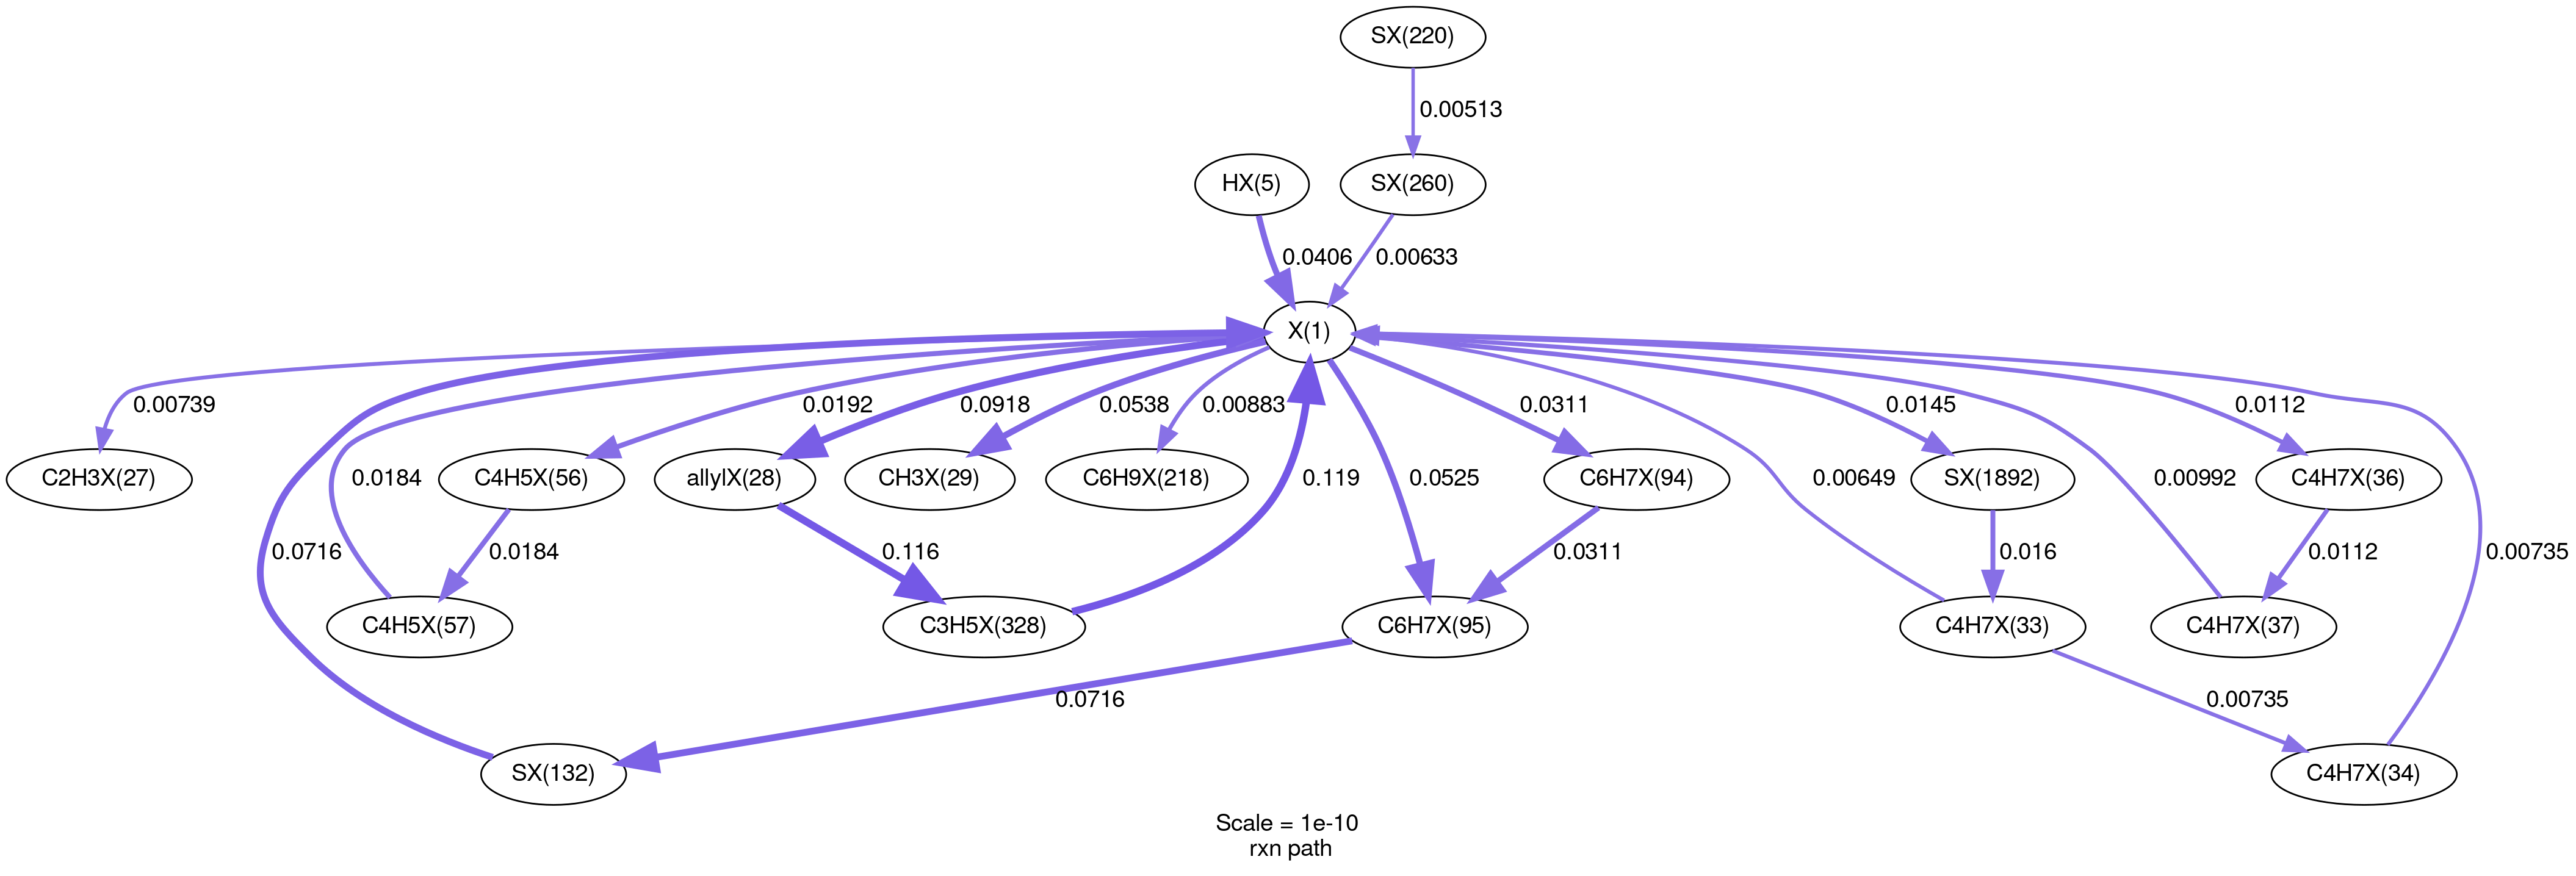 SX(220)
0.00513
HX(5)
SX(260)
0.0406
0.00633
X(1)
0.00739
0.0192
0.0918
0.0538
0.00883
0.0525
0.0311
0.0145
0.0112
C2H3X(27)
0.0184
C4H5X(56)
allylX(28)
CH3X(29)
C6H9X(218)
0.119
C6H7X(94)
0.00649
SX(1892)
0.00992
C4H7X(36)
0.0716
0.0184
0.116
0.0311
0.016
0.0112
0.00735
C4H5X(57)
C3H5X(328)
C6H7X(95)
C4H7X(33)
C4H7X(37)
0.0716
0.00735
SX(132)
C4H7X(34)
Scale = 1e-10
rxn path